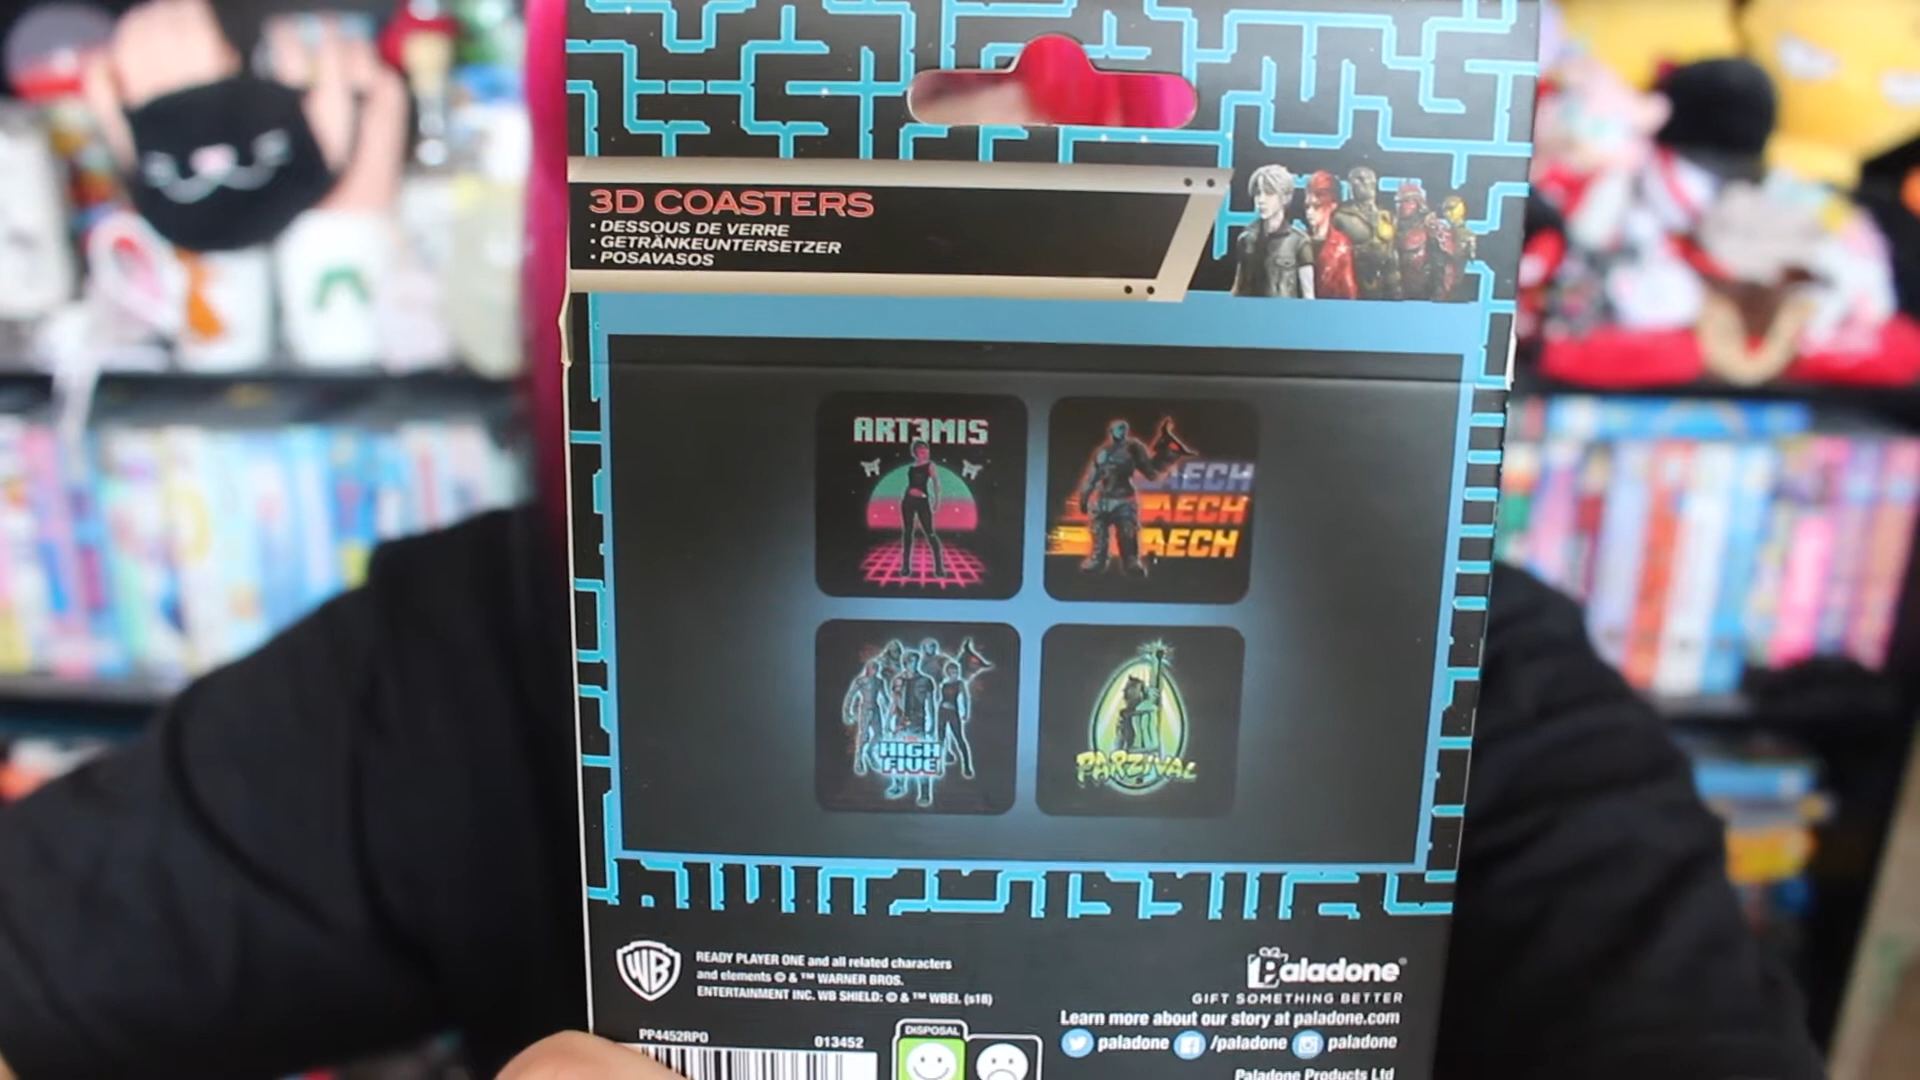 3D COASTERS
· DESSOUS DE VERRE
· GETRÄNKEUNTERSETZER
· POSAVASOS
ART3MIS
AECH
AECH
AECH
HIGH
FIVE
PARZIVAL
WB
READY PLAYER ONE and all related characters
and elements © & ™ WARNER BROS.
ENTERTAINMENT INC. WB SHIELD: © & ™ WBEI. (s18)
Paladone®
GIFT SOMETHING BETTER
Learn more about our story at paladone.com
paladone /paladone paladone
Paladone Products Ltd
PP4452RPO 013452
DISPOSAL